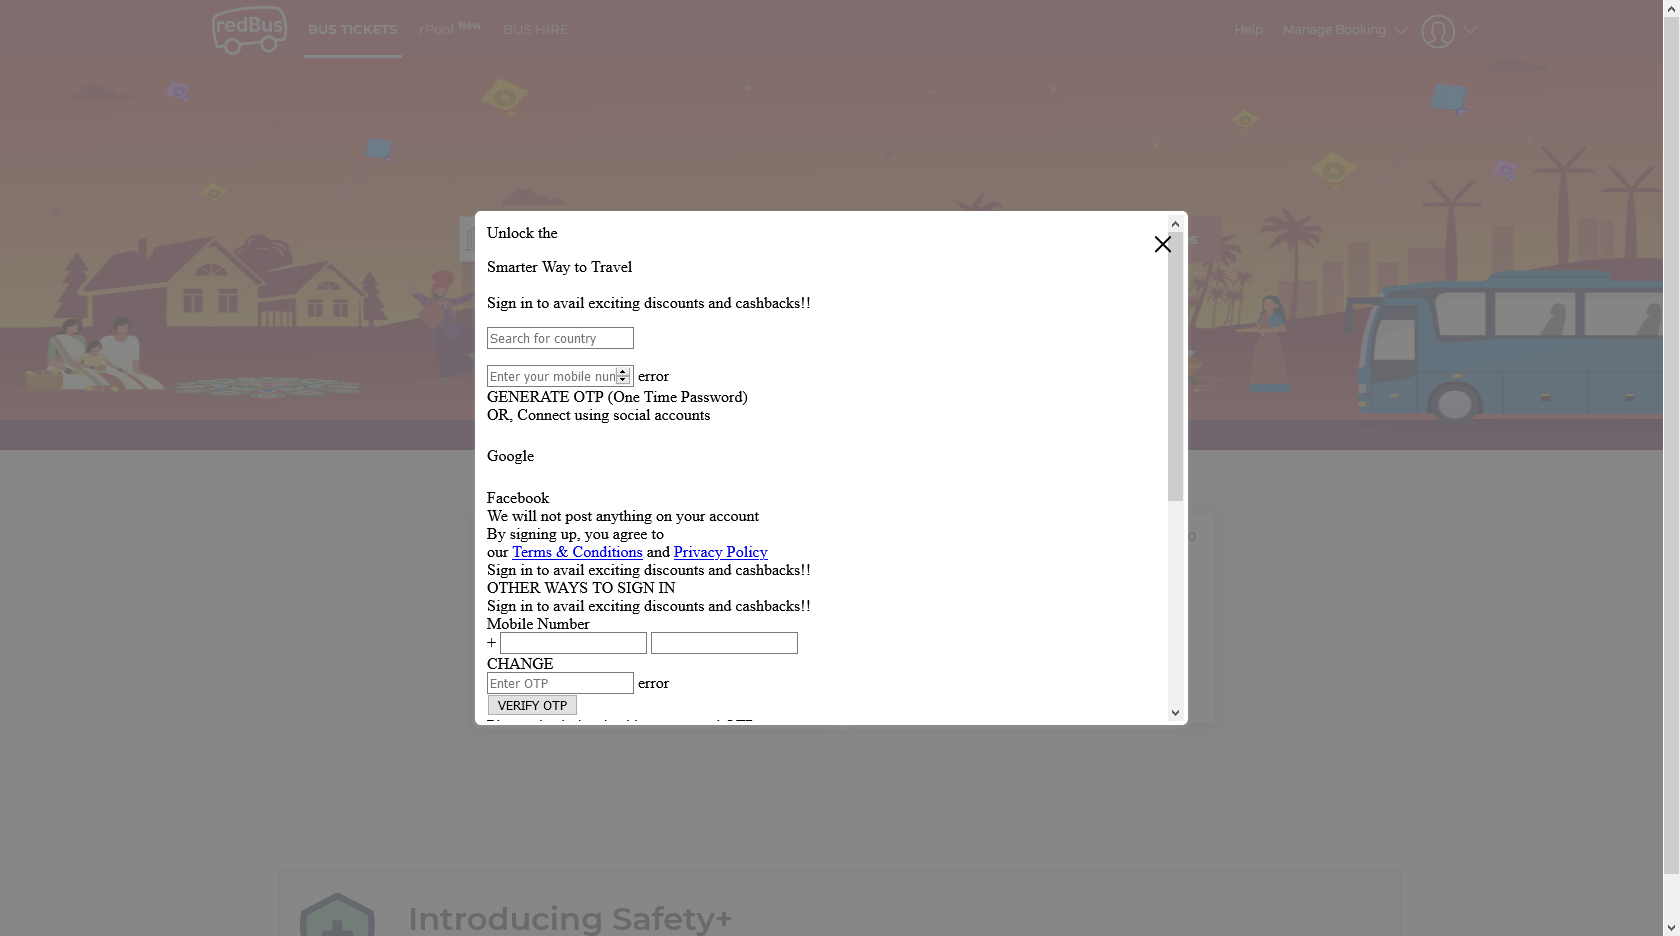 redBus
BUS TICKETS
rPool New
BUS HIRE
Help
Manage Booking
Unlock the
Smarter Way to Travel
Sign in to avail exciting discounts and cashbacks!!
Search for country
Enter your mobile nun error
GENERATE OTP (One Time Password)
OR, Connect using social accounts
Google
Facebook
We will not post anything on your account
By signing up, you agree to
our Terms & Conditions and Privacy Policy
Sign in to avail exciting discounts and cashbacks!!
OTHER WAYS TO SIGN IN
Sign in to avail exciting discounts and cashbacks!!
Mobile Number
+
CHANGE
Enter OTP error
VERIFY OTP
Introducing Safety+